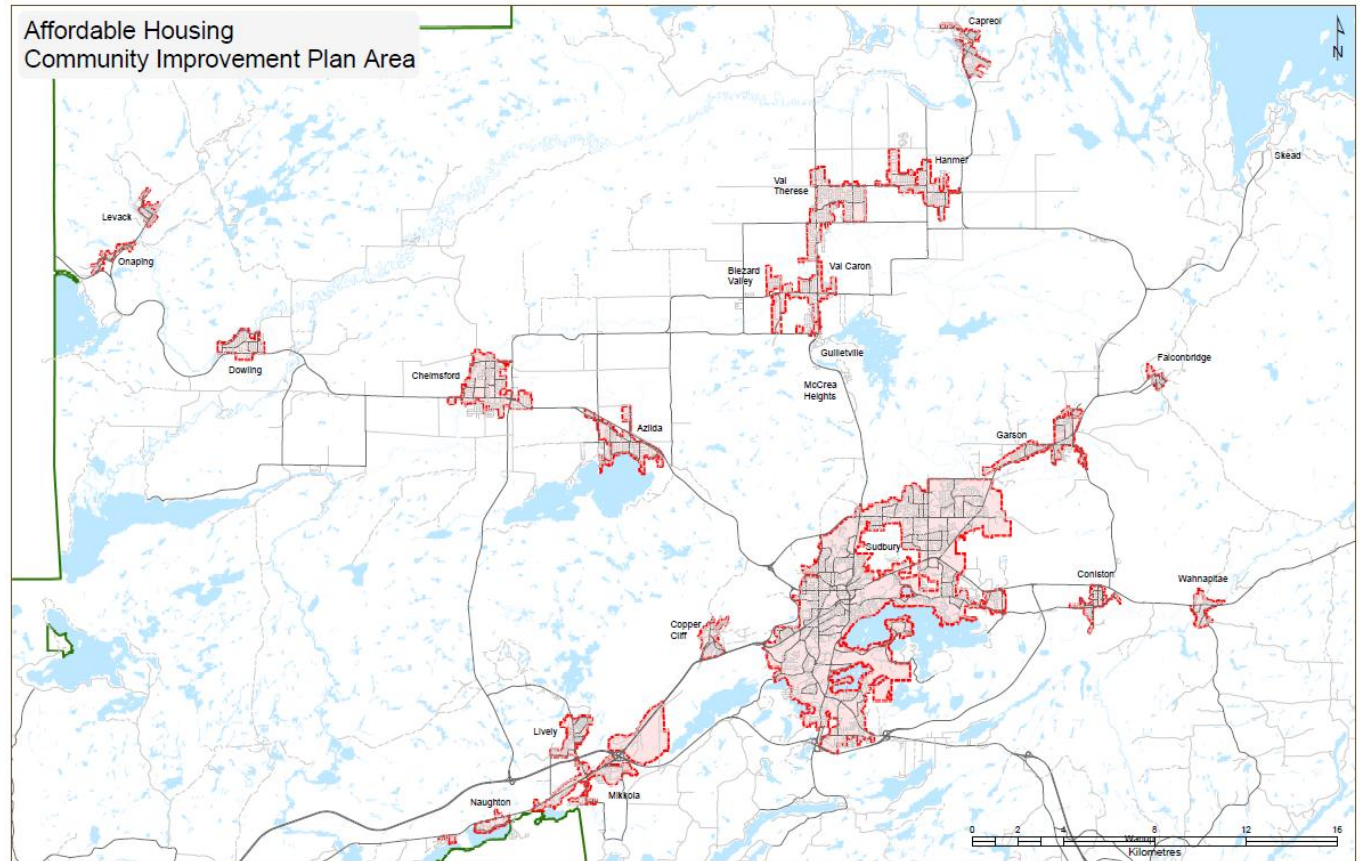 Affordable Housing
Community Improvement Plan Area
Capreol
N
Skead
Hanmer
Val
Therese
Levack
Onaping
Blezard
Valley
Val Caron
Guilletville
Falconbridge
Dowling
Chelmsford
McCrea
Heights
Azilda
Garson
Sudbury
Coniston
Wahnapitae
Copper
Cliff
Lively
Mikkola
Naughton
0 2 4 8 12 16
Kilometres